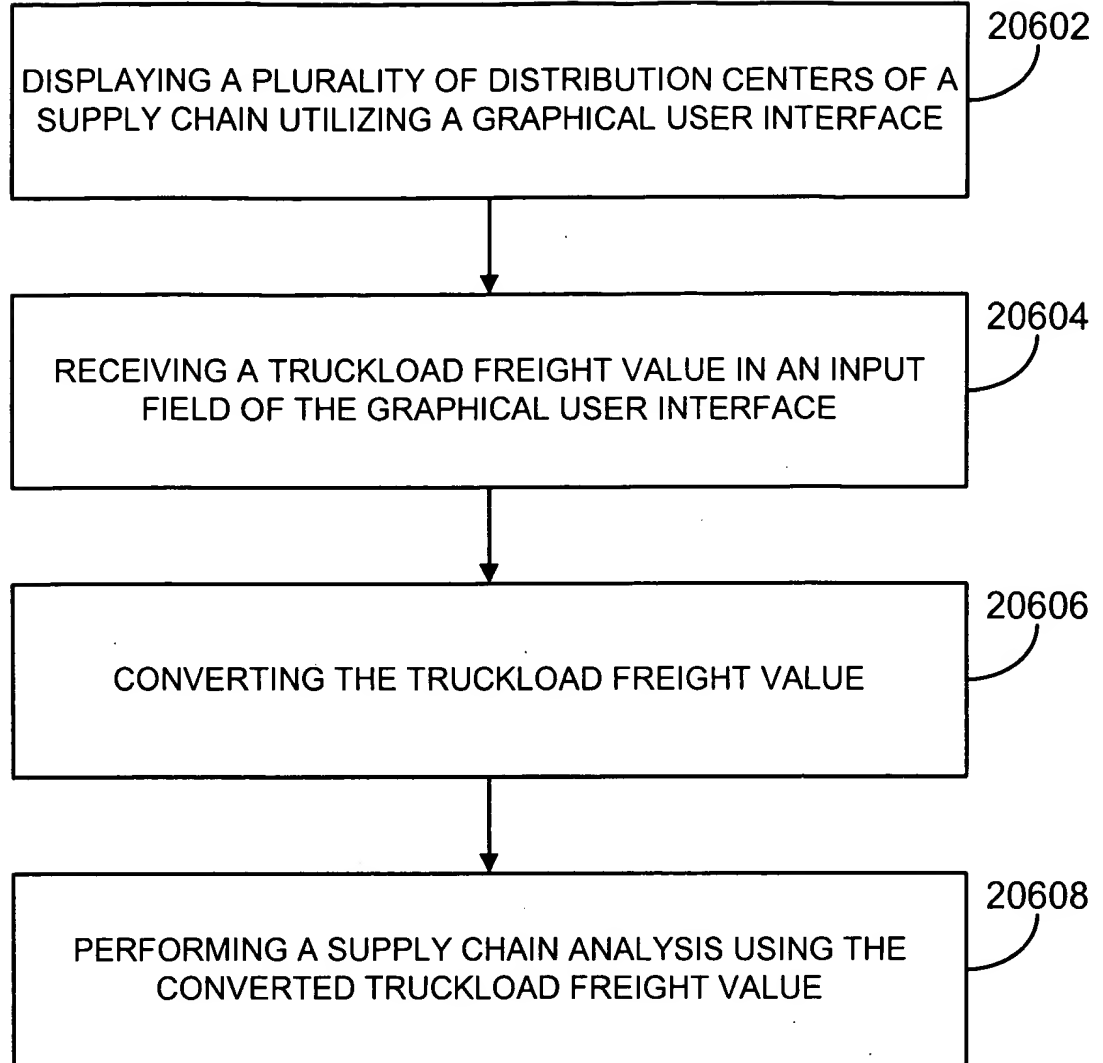 20602
DISPLAYING A PLURALITY OF DISTRIBUTION CENTERS OF A
SUPPLY CHAIN UTILIZING A GRAPHICAL USER INTERFACE
20604
RECEIVING A TRUCKLOAD FREIGHT VALUE IN AN INPUT
FIELD OF THE GRAPHICAL USER INTERFACE
20606
CONVERTING THE TRUCKLOAD FREIGHT VALUE
20608
PERFORMING A SUPPLY CHAIN ANALYSIS USING THE
CONVERTED TRUCKLOAD FREIGHT VALUE